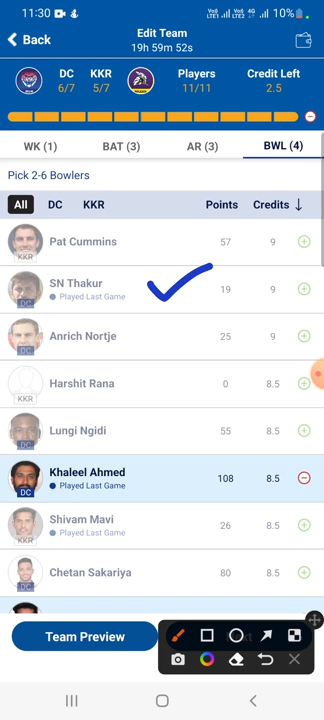 11:30 10%
Edit Team
Back
19h 59m 52s
DC KKR Players Credit Left
6/7 5/7 11/11 2.5
WK (1) BAT (3) AR (3) BWL (4)
Pick 2-6 Bowlers
All DC KKR Points Credits ↓
Pat Cummins 57 9
KKR
SN Thakur 19 9
Played Last Game
DC
Anrich Nortje 25 9
DC
Harshit Rana 0 8.5
KKR
Lungi Ngidi 55 8.5
DC
Khaleel Ahmed 108 8.5
Played Last Game
DC
Shivam Mavi 26 8.5
Played Last Game
KKR
Chetan Sakariya 80 8.5
DC
Team Preview